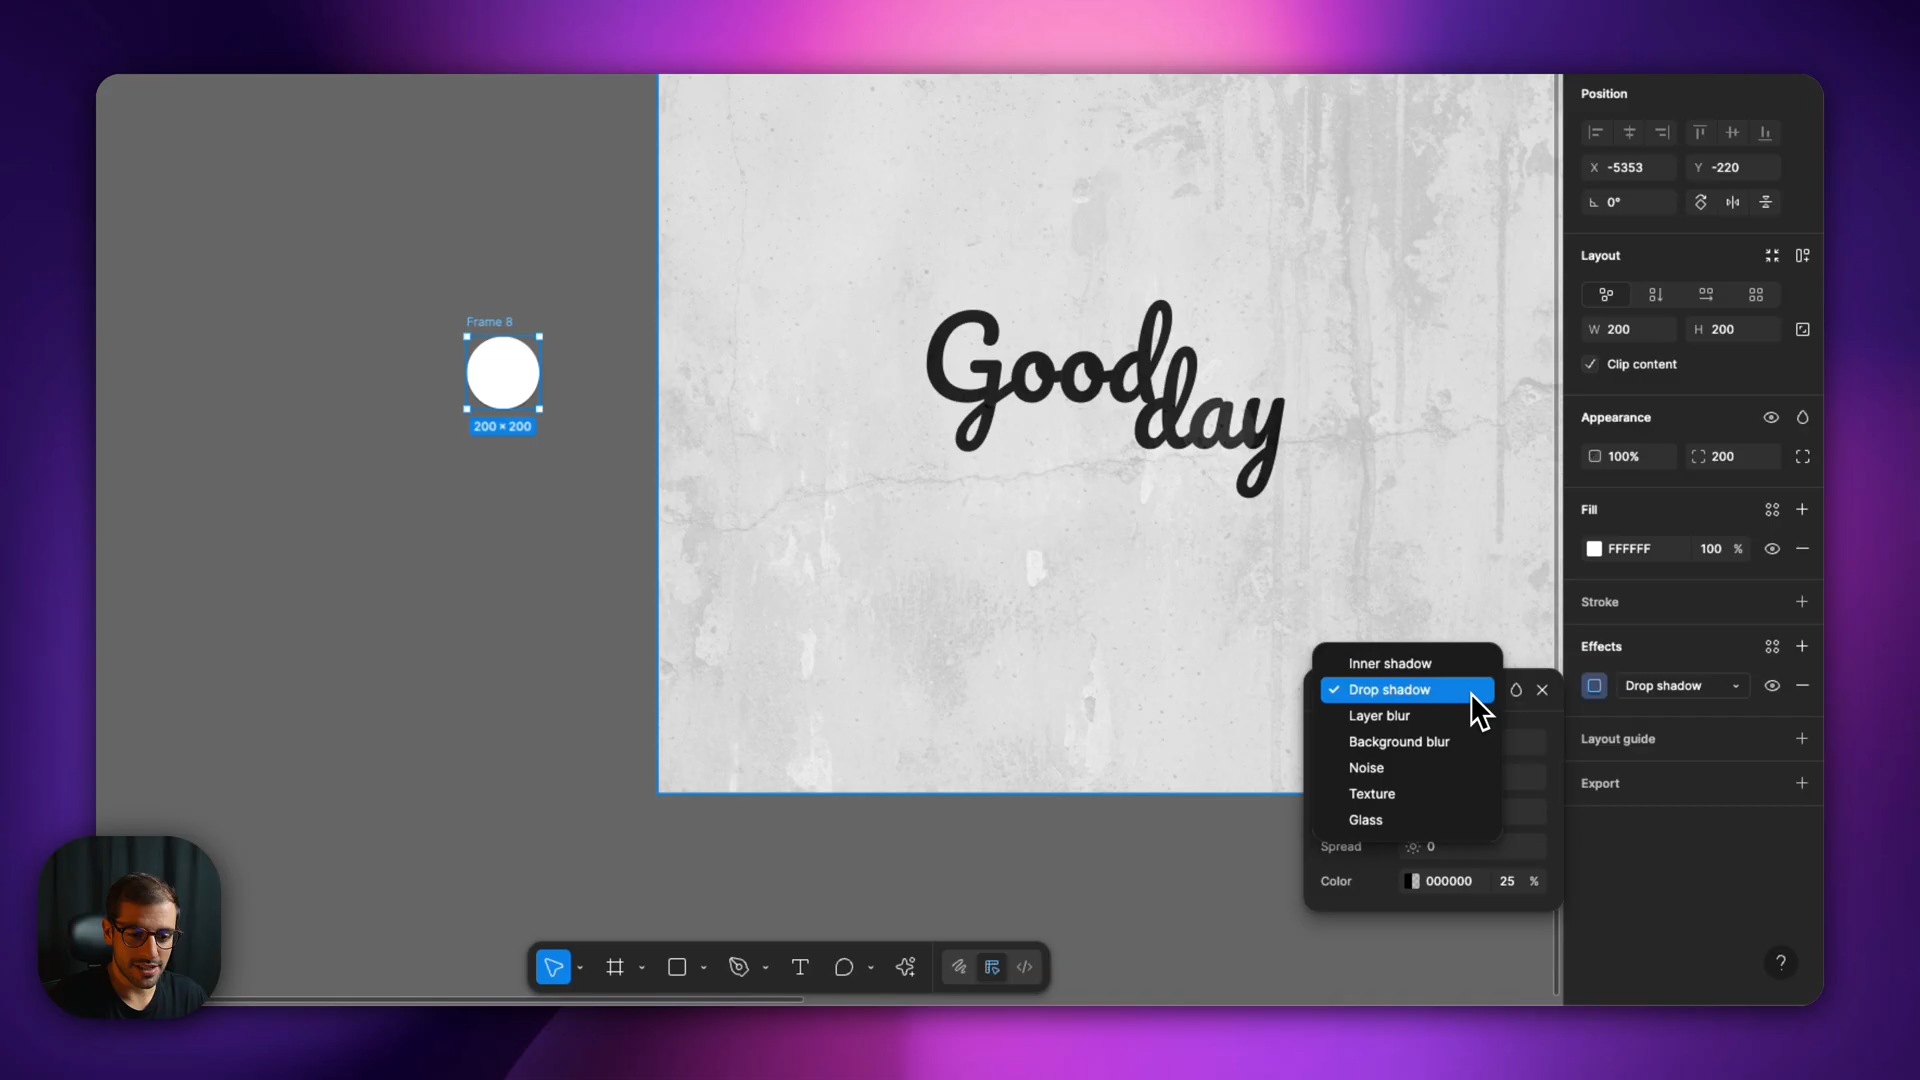 Position
X -5353
Y -220
0°
Layout
W 200
H 200
Clip content
Appearance
100%
200
Fill
FFFFFF
100 %
Stroke
Effects
Drop shadow
Layout guide
Export
Frame 8
200 × 200
Good
day
Inner shadow
Drop shadow
Layer blur
Background blur
Noise
Texture
Glass
Spread
0
Color
000000
25 %
?